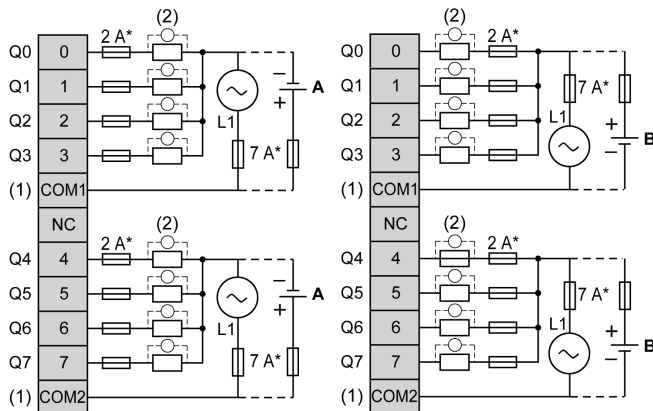 (2)
Q0 0 2 A*
Q1 1 − A
Q2 2 L1 +
Q3 3 7 A*
(1) COM1
NC
(2)
Q4 4 2 A*
Q5 5 − A
Q6 6 L1 +
Q7 7 7 A*
(1) COM2
(2)
Q0 0 2 A*
Q1 1 7 A*
Q2 2 L1 +
Q3 3 − B
(1) COM1
NC
(2)
Q4 4 2 A*
Q5 5 7 A*
Q6 6 L1 +
Q7 7 − B
(1) COM2